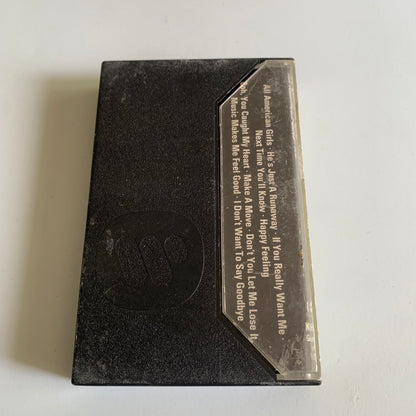 All American Girls · He's Just A Runaway · If You Really Want Me ·
Next Time You'll Know · Happy Feeling
You Caught My Heart · Make A Move · Don't You Let Me Lose It
Music Makes Me Feel Good · I Don't Want To Say Goodbye